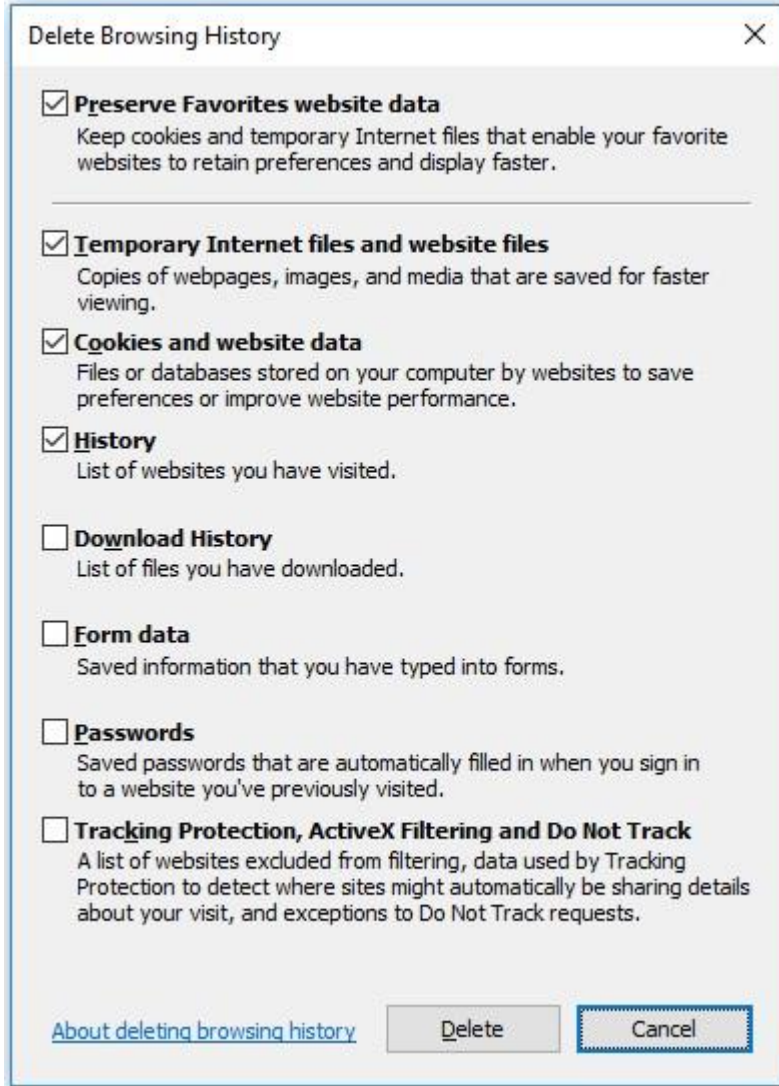 Delete Browsing History
Preserve Favorites website data
Keep cookies and temporary Internet files that enable your favorite
websites to retain preferences and display faster.
Temporary Internet files and website files
Copies of webpages, images, and media that are saved for faster
viewing.
Cookies and website data
Files or databases stored on your computer by websites to save
preferences or improve website performance.
History
List of websites you have visited.
Download History
List of files you have downloaded.
Form data
Saved information that you have typed into forms.
Passwords
Saved passwords that are automatically filled in when you sign in
to a website you've previously visited.
Tracking Protection, ActiveX Filtering and Do Not Track
A list of websites excluded from filtering, data used by Tracking
Protection to detect where sites might automatically be sharing details
about your visit, and exceptions to Do Not Track requests.
About deleting browsing history Delete Cancel